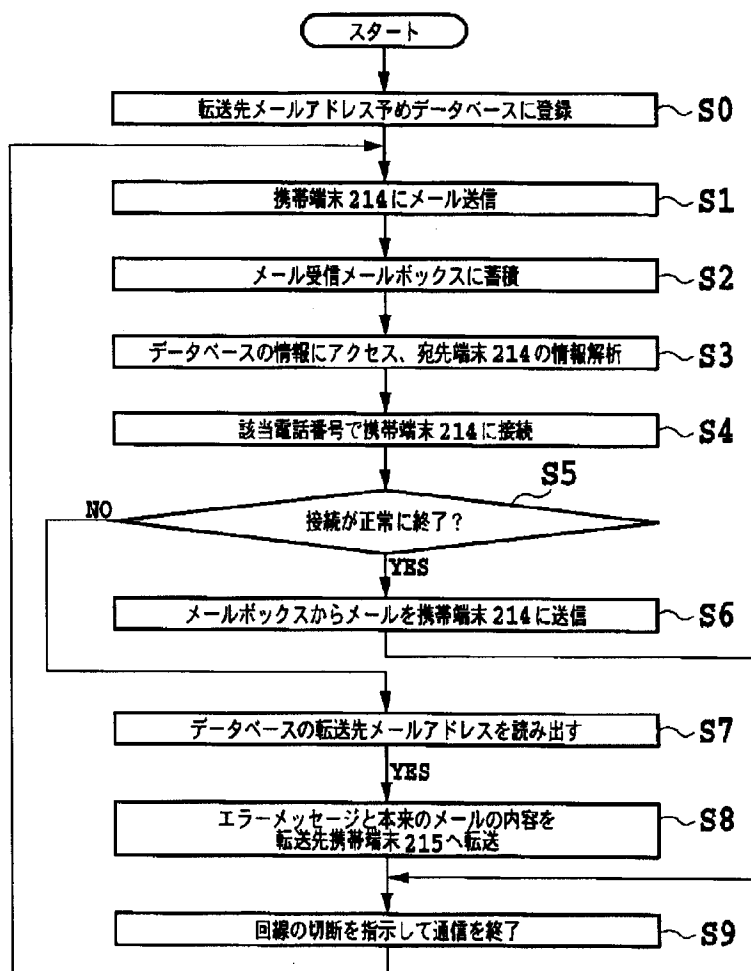 スタート
転送先メールアドレス予めデータベースに登録
S0
携帯端末214にメール送信
S1
メール受信メールボックスに蓄積
S2
データベースの情報にアクセス、宛先端末214の情報解析
S3
該当電話番号で携帯端末214に接続
S4
S5
NO
接続が正常に終了？
YES
メールボックスからメールを携帯端末214に送信
S6
データベースの転送先メールアドレスを読み出す
S7
YES
エラーメッセージと本来のメールの内容を
転送先携帯端末215へ転送
S8
回線の切断を指示して通信を終了
S9